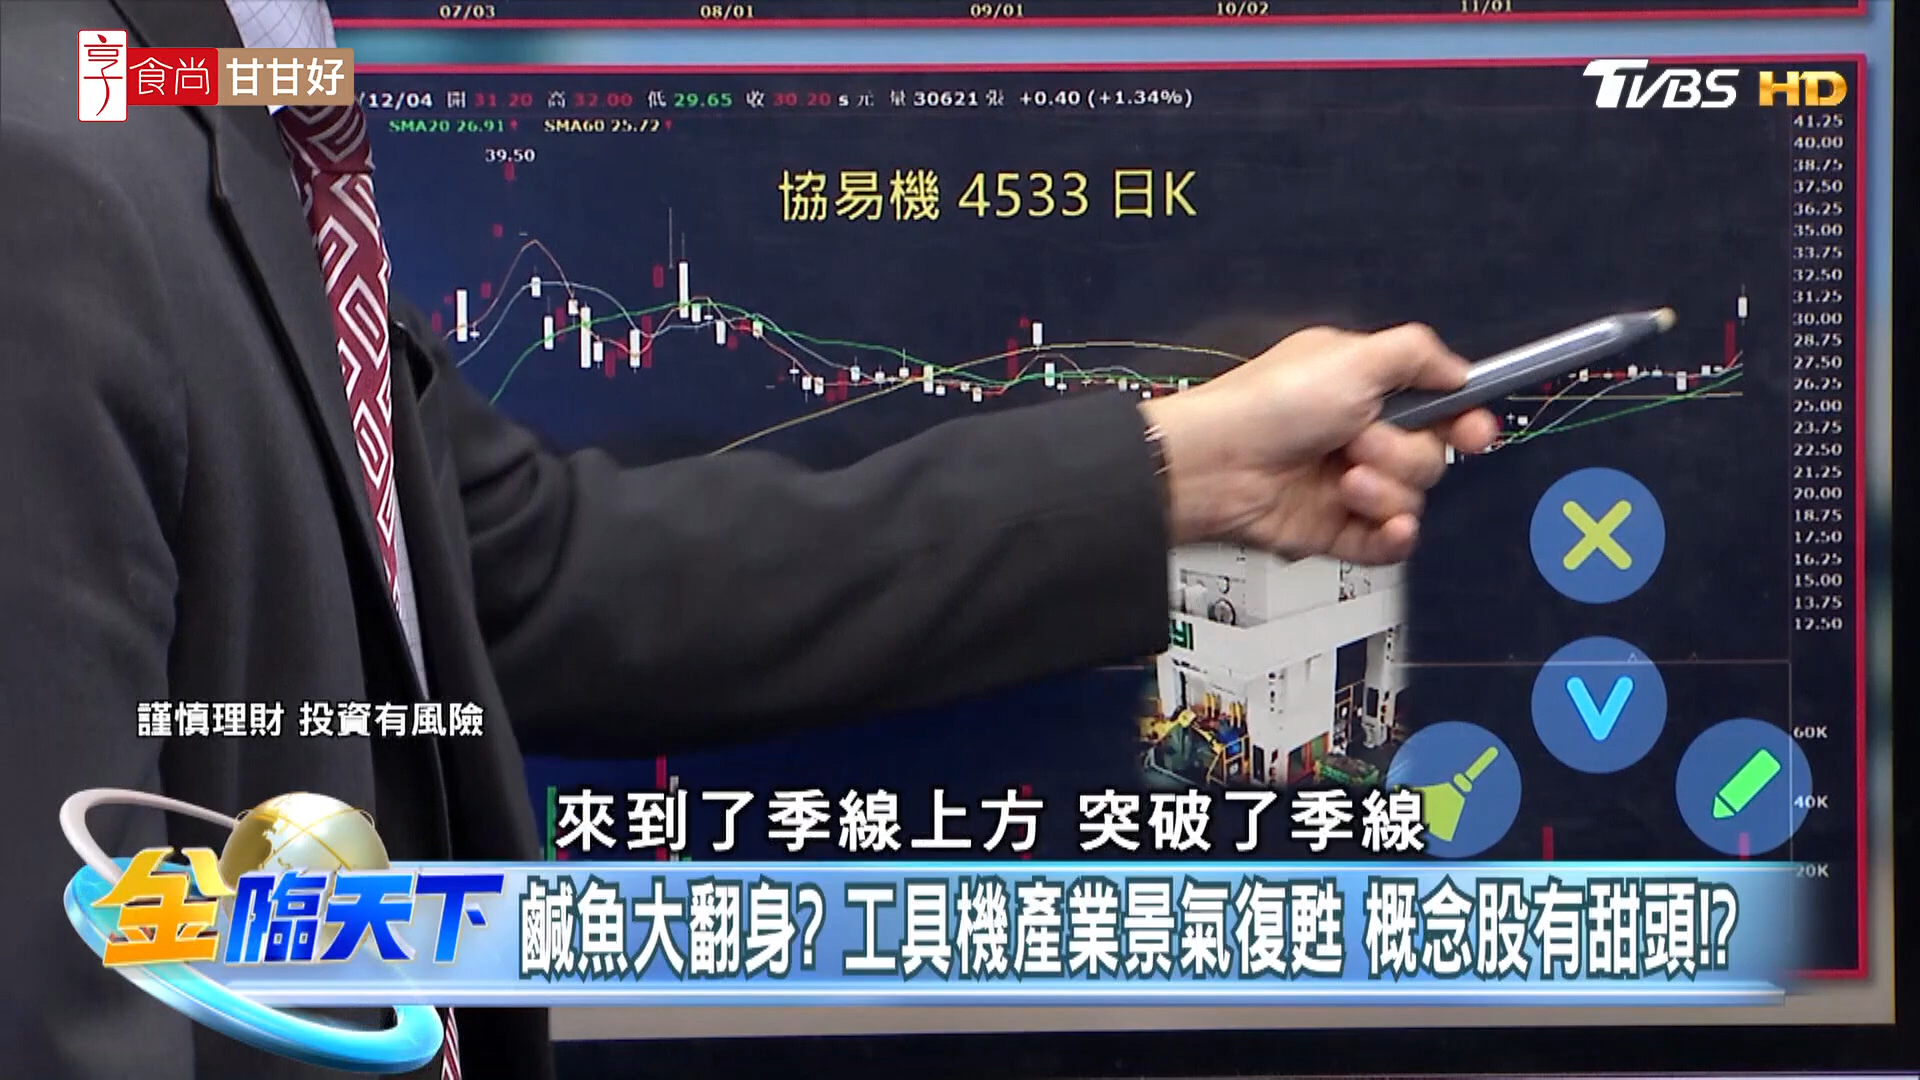 07/03 08/01 09/01 10/02 11/01
享食尚 甘甘好
TVBS HD
/12/04 開 31.20 高 32.00 低 29.65 收 30.20 s 元 量 30621 張 +0.40 (+1.34%)
SMA20 26.91 SMA60 25.72
39.50
協易機 4533 日K
41.25
40.00
38.75
37.50
36.25
35.00
33.75
32.50
31.25
30.00
28.75
27.50
26.25
25.00
23.75
22.50
21.25
20.00
18.75
17.50
16.25
15.00
13.75
12.50
60K
40K
20K
謹慎理財 投資有風險
來到了季線上方 突破了季線
金臨天下
鹹魚大翻身? 工具機產業景氣復甦 概念股有甜頭!?